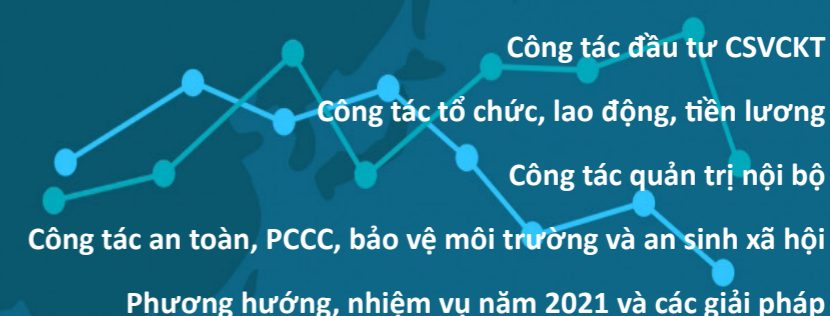 Công tác đầu tư CSVCKT
Công tác tổ chức, lao động, tiền lương
Công tác quản trị nội bộ
Công tác an toàn, PCCC, bảo vệ môi trường và an sinh xã hội
Phương hướng, nhiệm vụ năm 2021 và các giải pháp